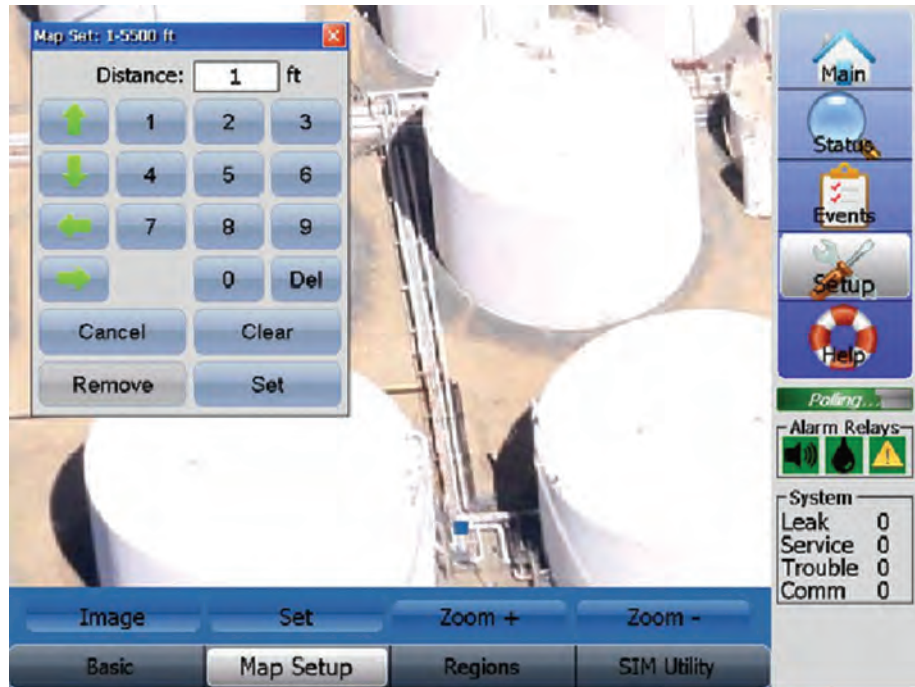 Map Set: 1-5500 ft
Distance: 1 ft
1 2 3
4 5 6
7 8 9
0 Del
Cancel Clear
Remove Set
Main
Status
Events
Setup
Help
Polling...
Alarm Relays
System
Leak 0
Service 0
Trouble 0
Comm 0
Image Set Zoom + Zoom -
Basic Map Setup Regions SIM Utility